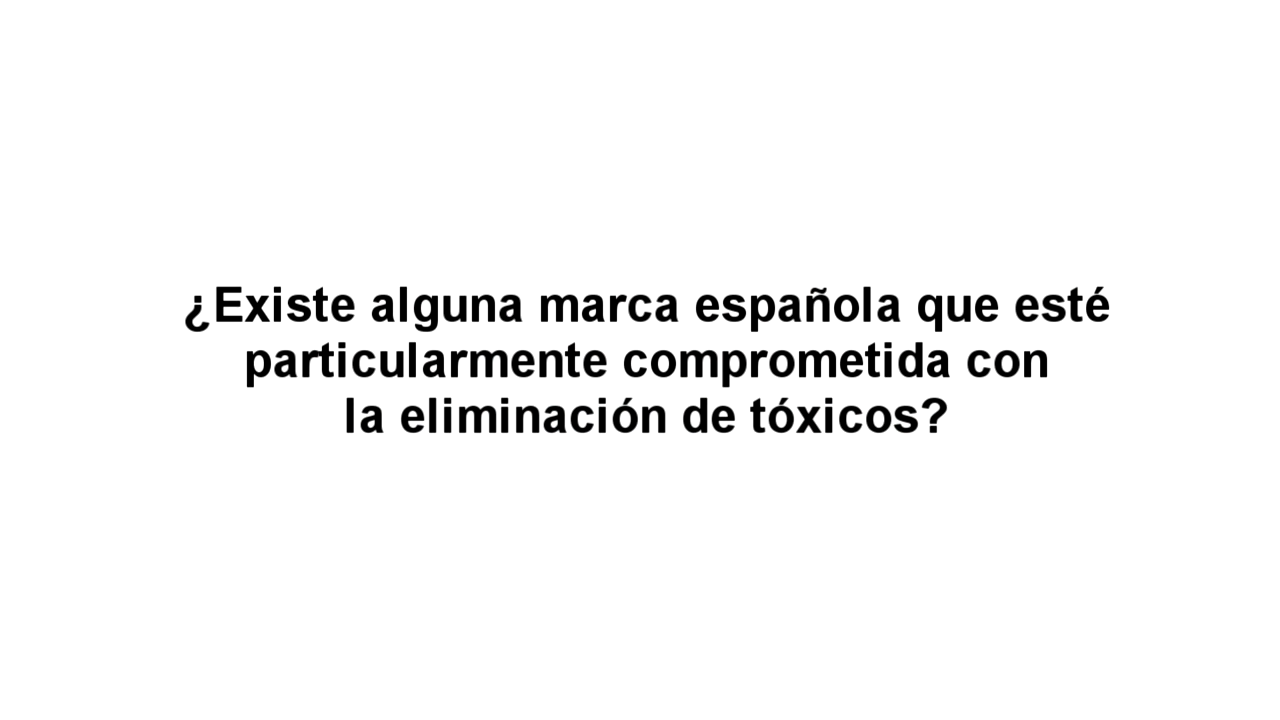 ¿Existe alguna marca española que esté
particularmente comprometida con
la eliminación de tóxicos?